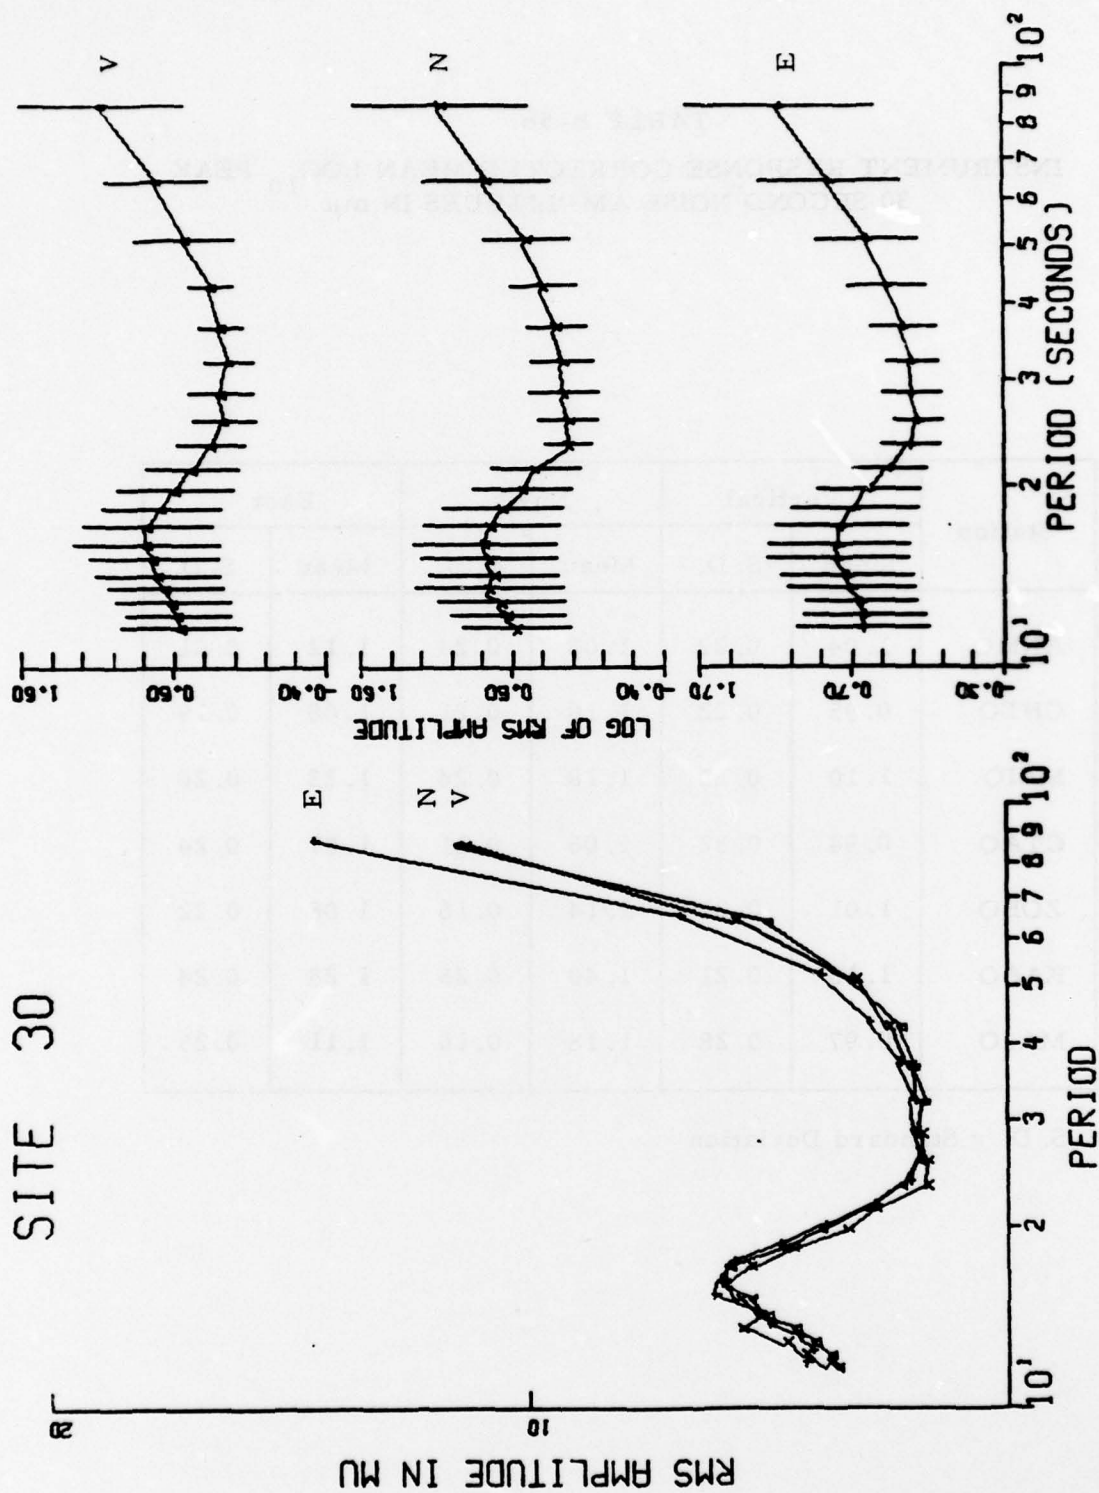 SITE 30
RMS AMPLITUDE IN MU
20
10
E
N
V
10¹ 2 3 4 5 6 7 8 9 10²
PERIOD
LOG OF RMS AMPLITUDE
1.60
0.60
-0.40
V
1.60
0.60
-0.40
N
1.70
0.70
-0.30
E
10¹ 2 3 4 5 6 7 8 9 10²
PERIOD (SECONDS)